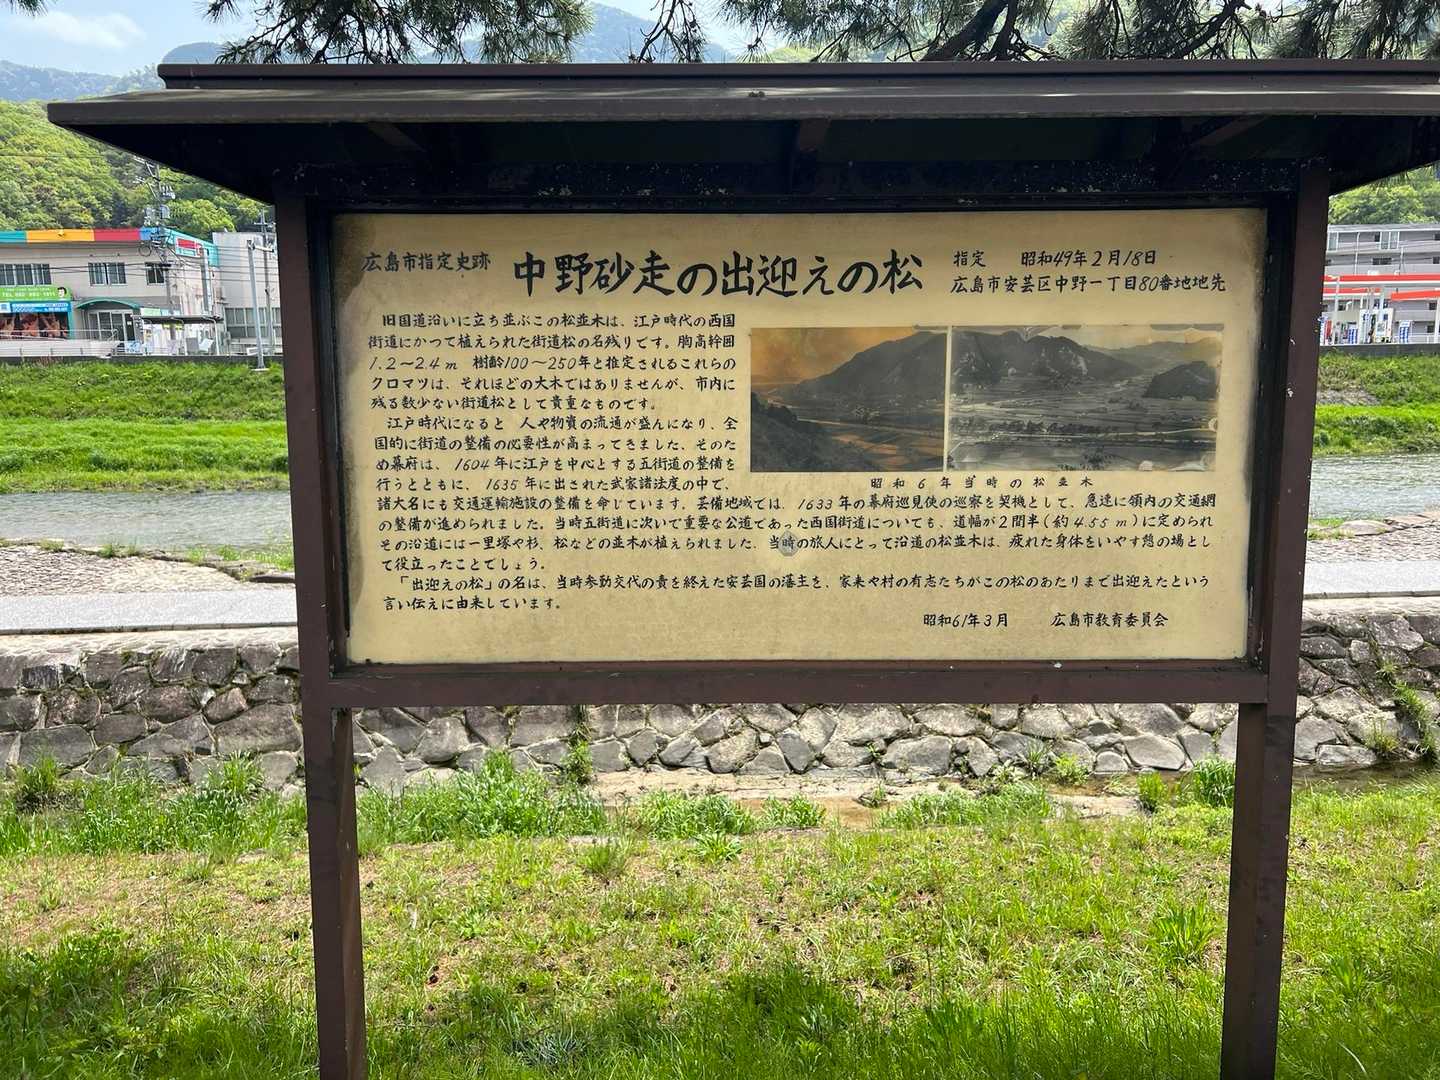 広島市指定史跡 中野砂走の出迎えの松
指定 昭和49年2月18日
広島市安芸区中野一丁目80番地地先
旧国道沿いに立ち並ぶこの松並木は、江戸時代の西国
街道にかつて植えられた街道松の名残りです。胸高幹囲
1.2〜2.4m 樹齢100〜250年と推定されるこれらの
クロマツは、それほどの大木ではありませんが、市内に
残る数少ない街道松として貴重なものです。
江戸時代になると 人や物資の流通が盛んになり、全
国的に街道の整備の必要性が高まってきました。そのた
め幕府は、1604年に江戸を中心とする五街道の整備を
行うとともに、1635年に出された武家諸法度の中で、
諸大名にも交通運輸施設の整備を命じています。芸備地域では、1633年の幕府巡見使の巡察を契機として、急速に領内の交通網
の整備が進められました。当時五街道に次いで重要な公道であった西国街道についても、道幅が2間半(約4.55m)に定められ
その沿道には一里塚や杉、松などの並木が植えられました。当時の旅人にとって沿道の松並木は、疲れた身体をいやす憩の場とし
て役立ったことでしょう。
「出迎えの松」の名は、当時参勤交代の責を終えた安芸国の藩主を、家来や村の有志たちがこの松のあたりまで出迎えたという
言い伝えに由来しています。
昭和6年当時の松並木
昭和61年3月 広島市教育委員会